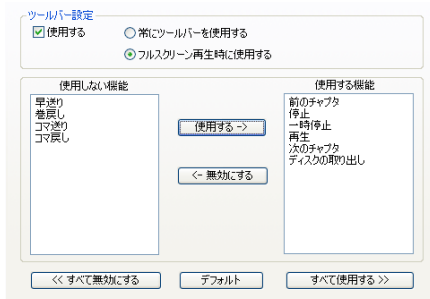 ツールバー設定
使用する
常にツールバーを使用する
フルスクリーン再生時に使用する
使用しない機能
使用する機能
早送り
巻戻し
コマ送り
コマ戻し
使用する ->
<- 無効にする
前のチャプタ
停止
一時停止
再生
次のチャプタ
ディスクの取り出し
<< すべて無効にする
デフォルト
すべて使用する >>